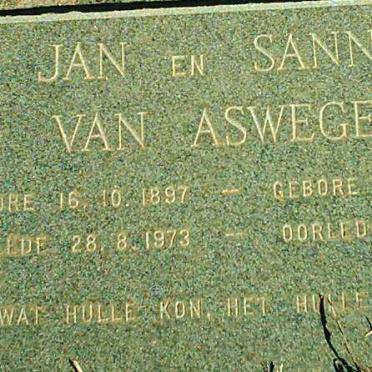 JAN EN SANN
VAN ASWEGE
ORE 16.10.1897 — GEBORE
LEDE 28.8.1973 — OORLED
WAT HULLE KON, HET HULLE